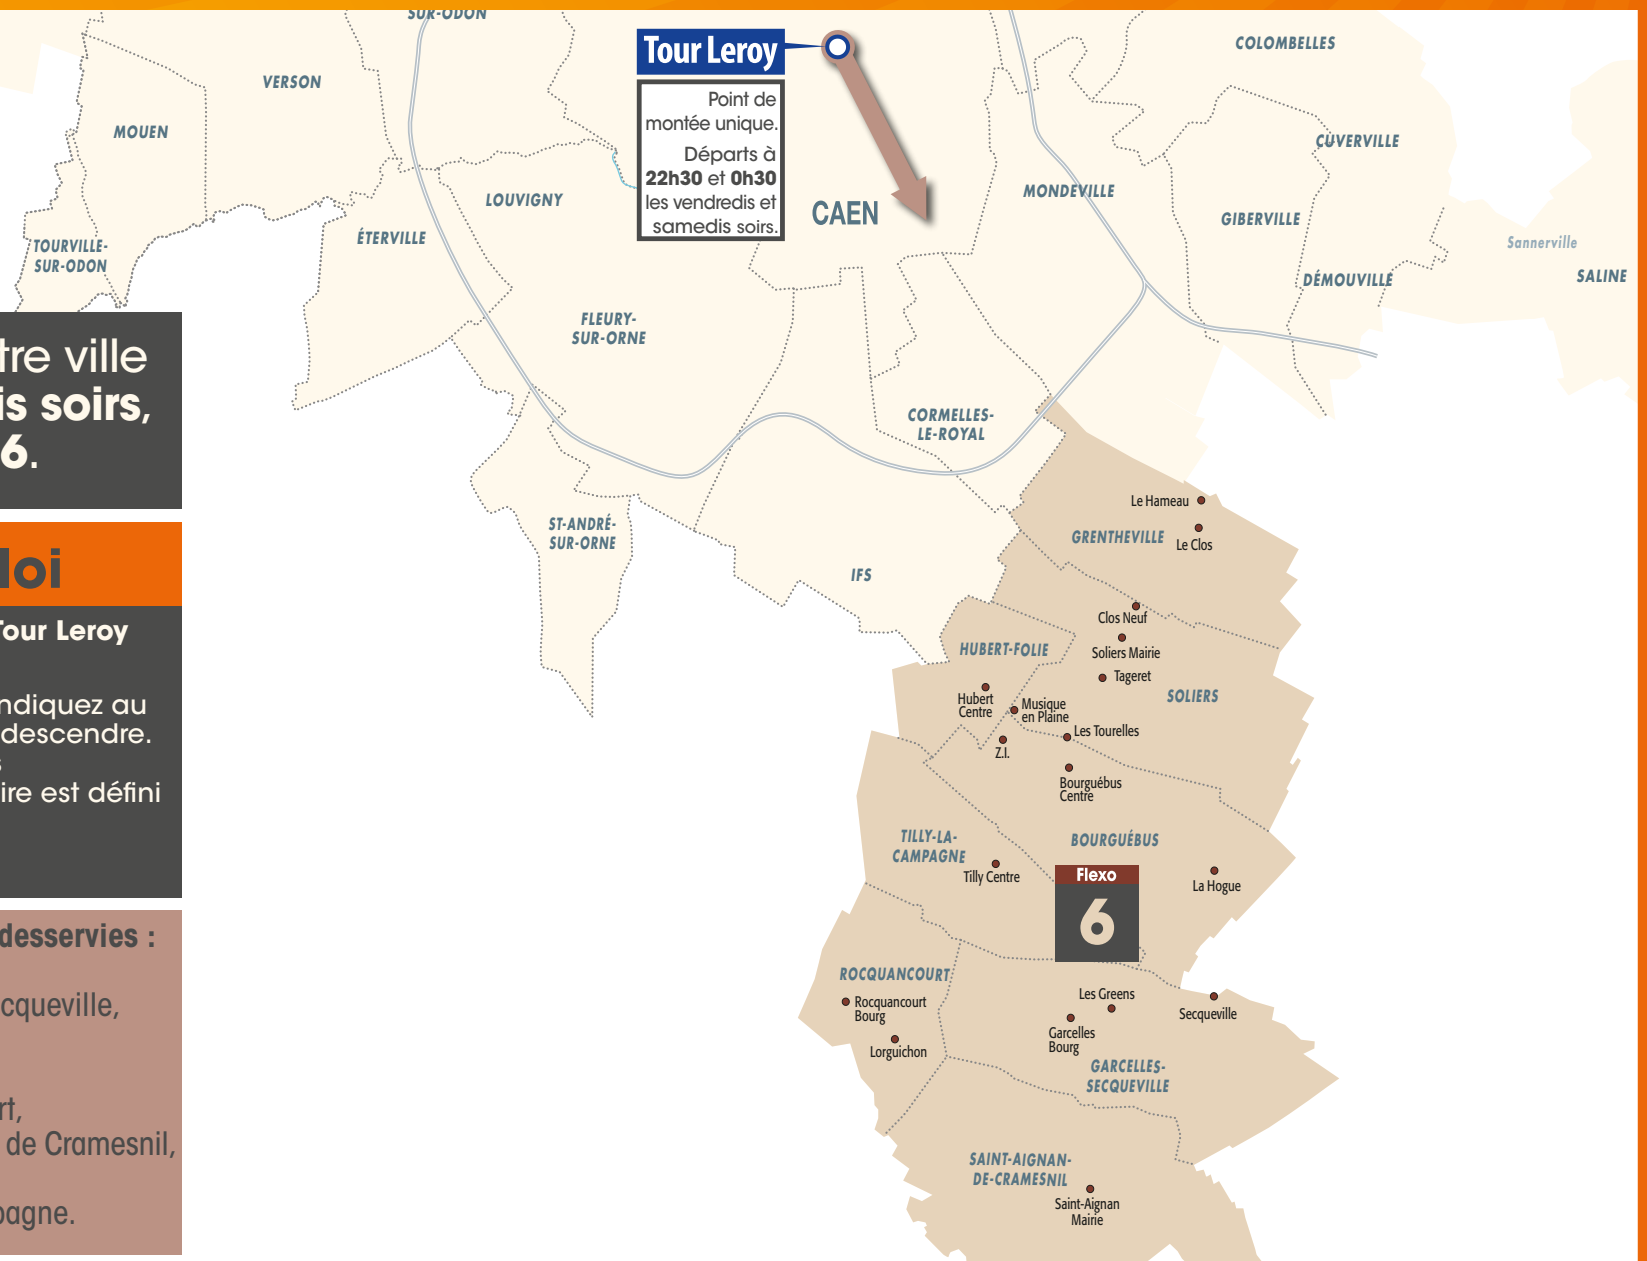 SUR-ODON
COLOMBELLES
VERSON
Tour Leroy
Point de
montée unique.
Départs à
22h30 et 0h30
les vendredis et
samedis soirs.
MOUEN
CUVERVILLE
LOUVIGNY
MONDEVILLE
CAEN
GIBERVILLE
ÉTERVILLE
TOURVILLE-
SUR-ODON
Sannerville
SALINE
DÉMOUVILLE
FLEURY-
SUR-ORNE
CORMELLES-
LE-ROYAL
ST-ANDRÉ-
SUR-ORNE
IFS
tre ville
is soirs,
6.
loi
Tour Leroy
ndiquez au
descendre.
s
ire est défini
desservies :
cqueville,
rt,
de Cramesnil,
pagne.
Le Hameau
GRENTHEVILLE
Le Clos
Clos Neuf
HUBERT-FOLIE
Soliers Mairie
Tageret
SOLIERS
Hubert
Centre
Musique
en Plaine
Les Tourelles
Z.I.
Bourguébus
Centre
TILLY-LA-
CAMPAGNE
BOURGUÉBUS
Tilly Centre
Flexo
6
La Hogue
ROCQUANCOURT
Rocquancourt
Bourg
Lorguichon
Les Greens
Secqueville
Garcelles
Bourg
GARCELLES-
SECQUEVILLE
SAINT-AIGNAN-
DE-CRAMESNIL
Saint-Aignan
Mairie